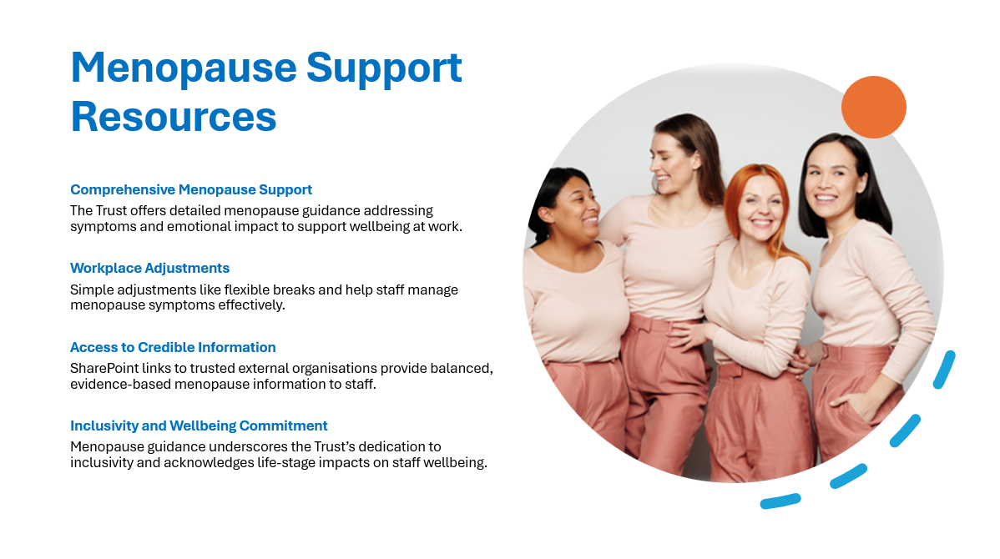 Menopause Support
Resources
Comprehensive Menopause Support
The Trust offers detailed menopause guidance addressing
symptoms and emotional impact to support wellbeing at work.
Workplace Adjustments
Simple adjustments like flexible breaks and help staff manage
menopause symptoms effectively.
Access to Credible Information
SharePoint links to trusted external organisations provide balanced,
evidence-based menopause information to staff.
Inclusivity and Wellbeing Commitment
Menopause guidance underscores the Trust’s dedication to
inclusivity and acknowledges life-stage impacts on staff wellbeing.